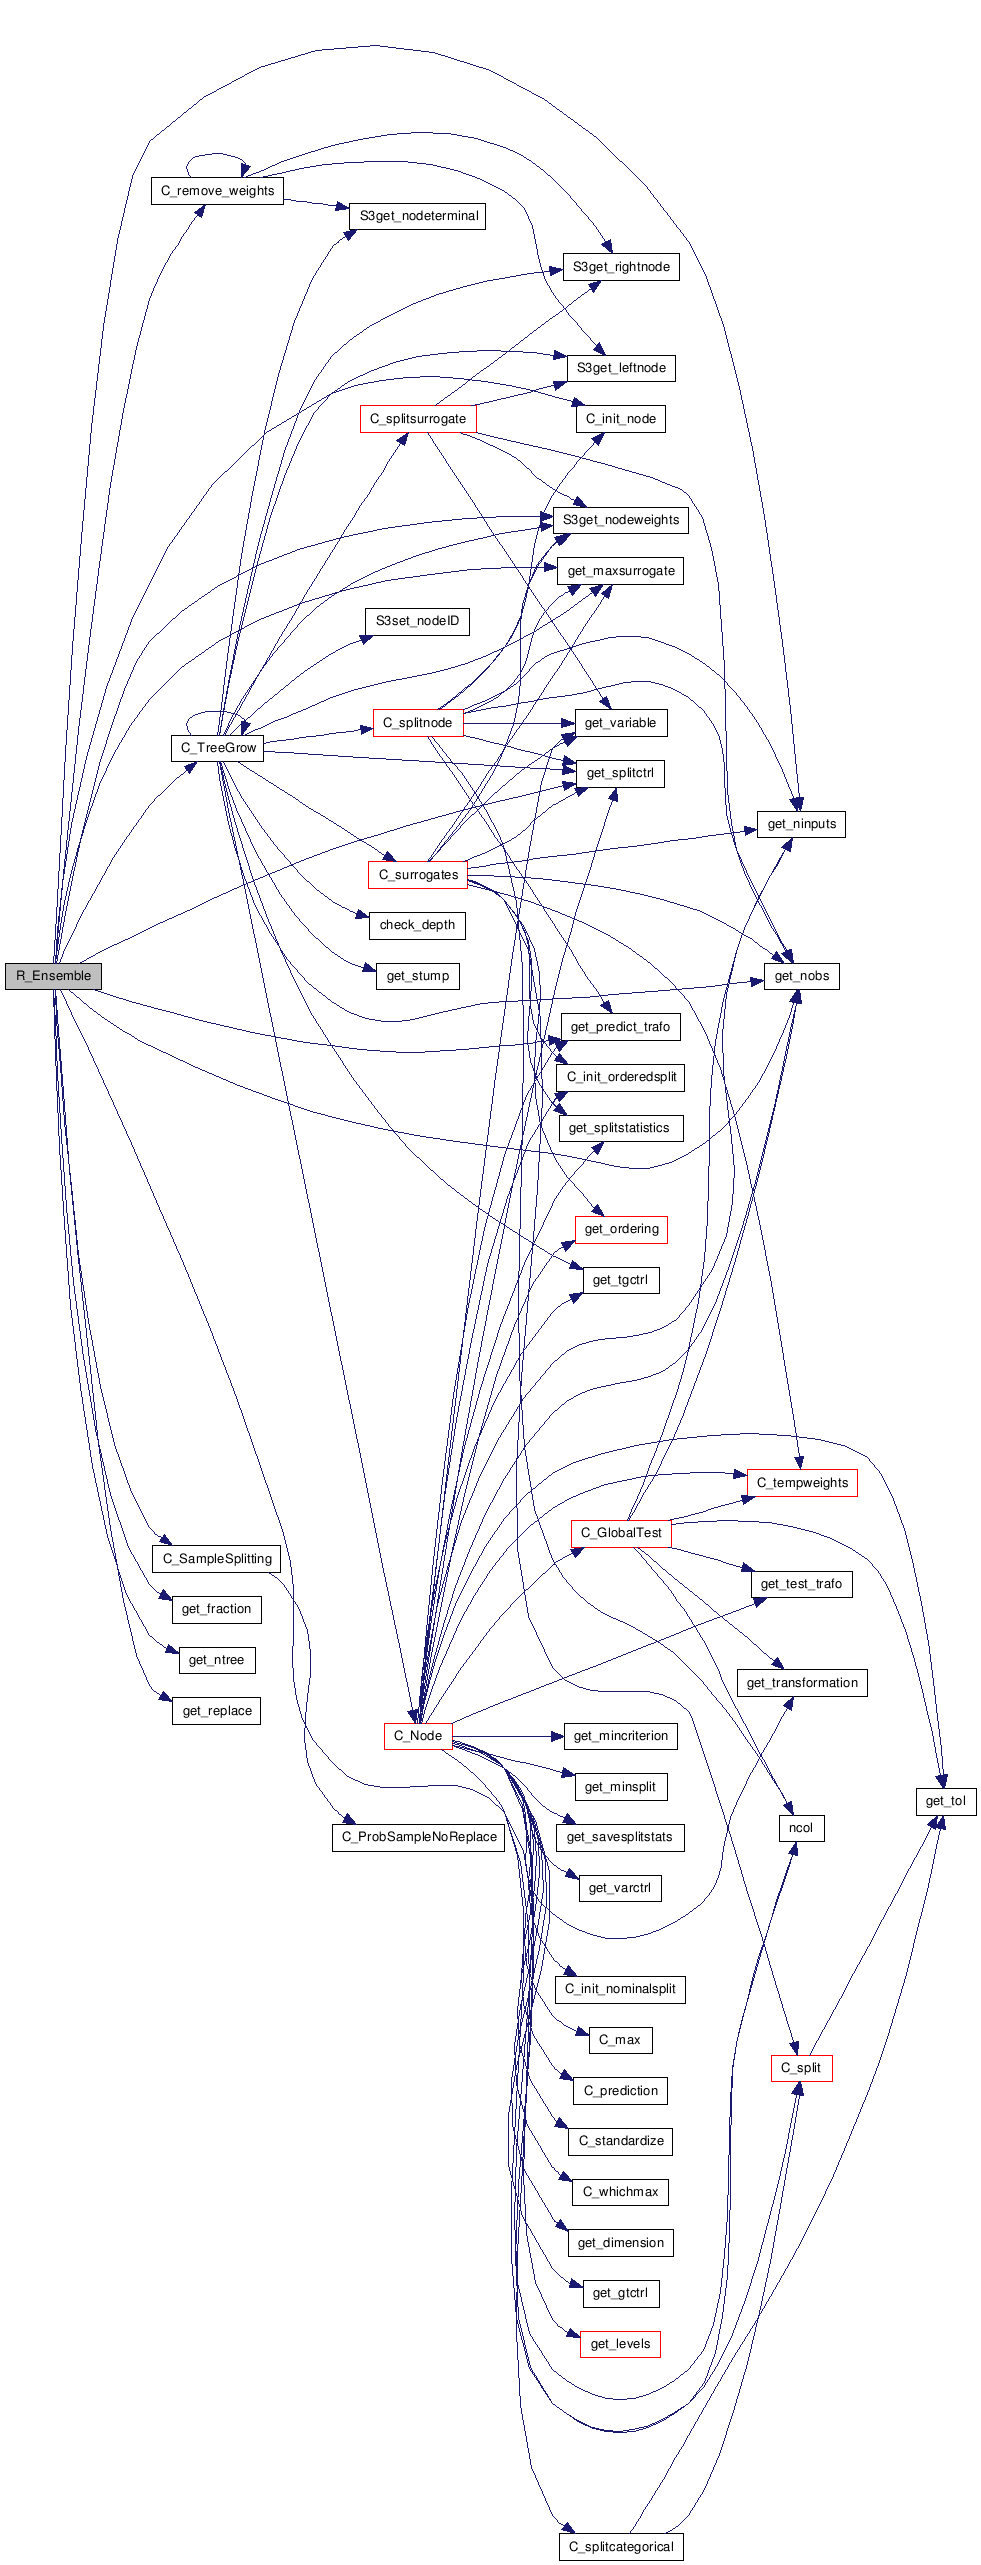 C_remove_weights
S3get_nodeterminal
S3get_rightnode
S3get_leftnode
C_splitsurrogate
C_init_node
S3get_nodeweights
get_maxsurrogate
S3set_nodeID
C_splitnode
get_variable
C_TreeGrow
get_splitctrl
get_ninputs
C_surrogates
check_depth
R_Ensemble
get_stump
get_nobs
get_predict_trafo
C_init_orderedsplit
get_splitstatistics
get_ordering
get_tgctrl
C_tempweights
C_GlobalTest
C_SampleSplitting
get_test_trafo
get_fraction
get_ntree
get_transformation
get_replace
C_Node
get_mincriterion
get_minsplit
get_tol
C_ProbSampleNoReplace
get_savesplitstats
ncol
get_varctrl
C_init_nominalsplit
C_max
C_split
C_prediction
C_standardize
C_whichmax
get_dimension
get_gtctrl
get_levels
C_splitcategorical